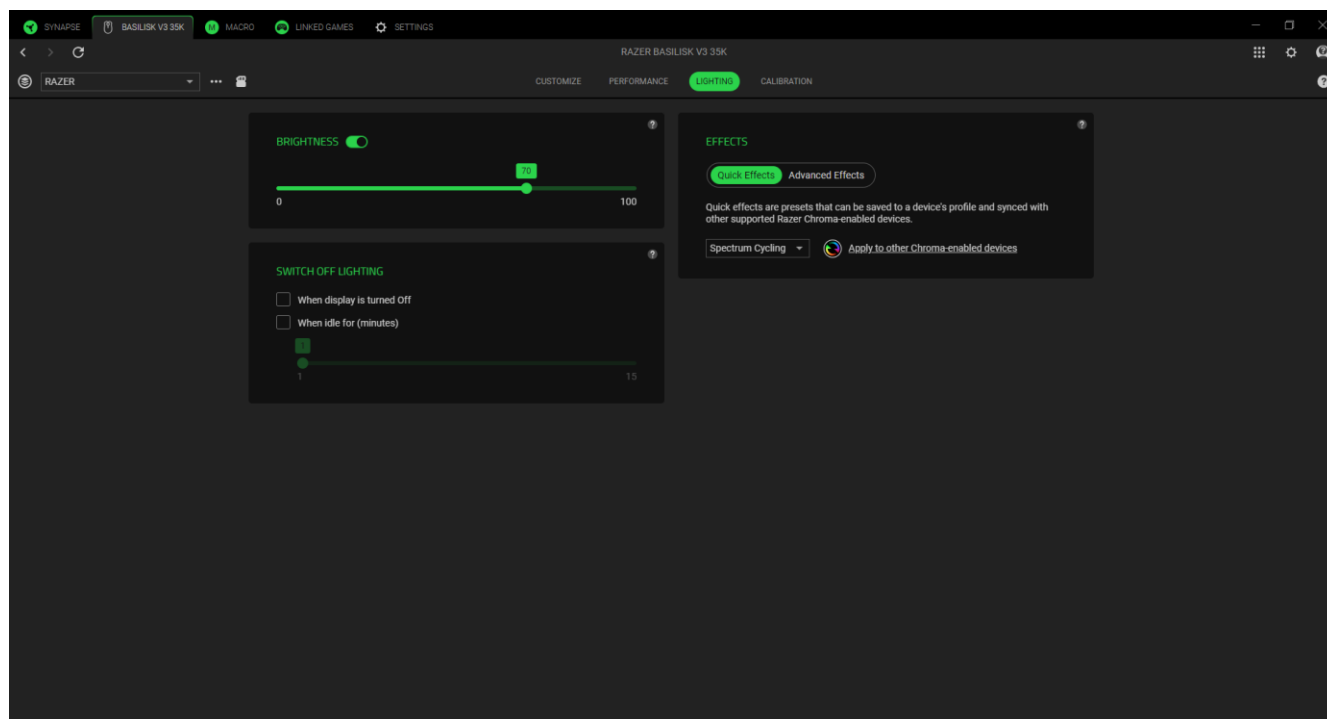 SYNAPSE BASILISK V3 35K M MACRO LINKED GAMES SETTINGS
RAZER BASILISK V3 35K
RAZER
CUSTOMIZE PERFORMANCE LIGHTING CALIBRATION
BRIGHTNESS
70
0 100
SWITCH OFF LIGHTING
When display is turned Off
When idle for (minutes)
1
1 15
EFFECTS
Quick Effects Advanced Effects
Quick effects are presets that can be saved to a device's profile and synced with
other supported Razer Chroma-enabled devices.
Spectrum Cycling Apply to other Chroma-enabled devices